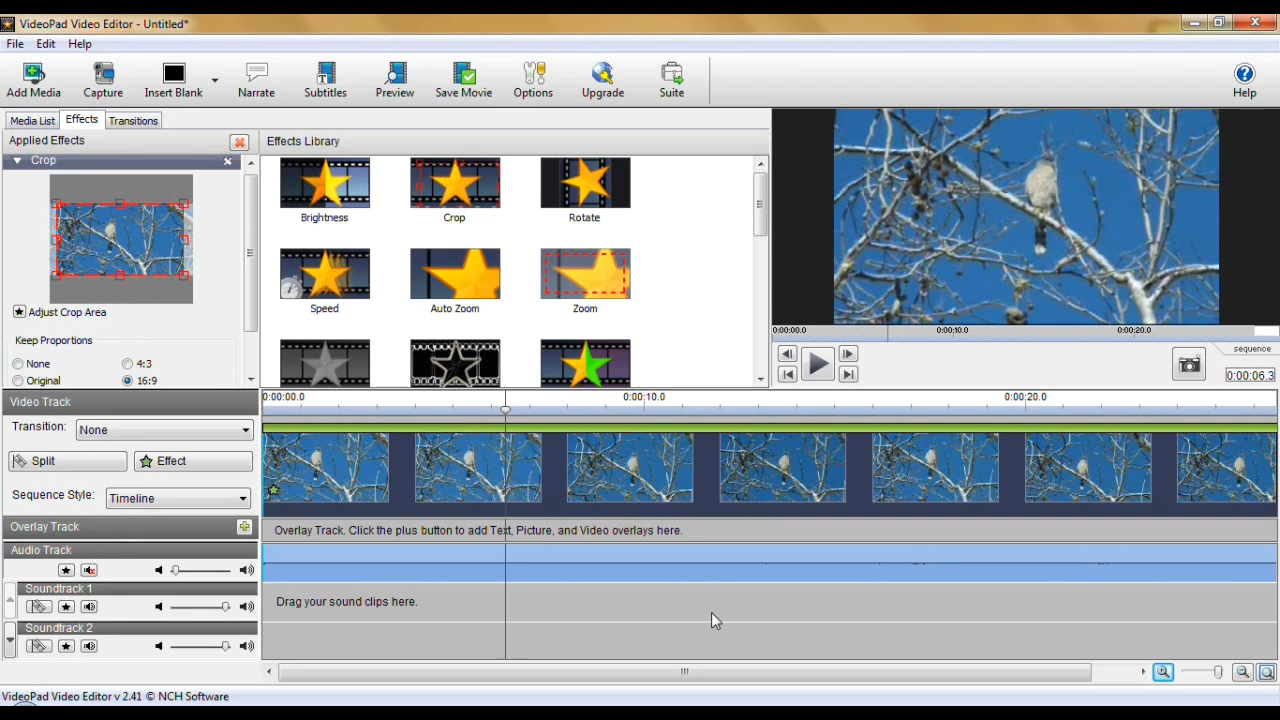 VideoPad Video Editor - Untitled*
File Edit Help
Add Media Capture Insert Blank Narrate Subtitles Preview Save Movie Options Upgrade Suite Help
Media List Effects Transitions
Applied Effects
Effects Library
Crop
Brightness Crop Rotate
Speed Auto Zoom Zoom
Adjust Crop Area
Keep Proportions
None 4:3
Original 16:9
0:00:00.0 0:00:10.0 0:00:20.0
sequence
0:00:06.3
Video Track
0:00:00.0 0:00:10.0 0:00:20.0
Transition: None
Split Effect
Sequence Style: Timeline
Overlay Track
Overlay Track. Click the plus button to add Text, Picture, and Video overlays here.
Audio Track
Soundtrack 1
Drag your sound clips here.
Soundtrack 2
VideoPad Video Editor v 2.41 © NCH Software